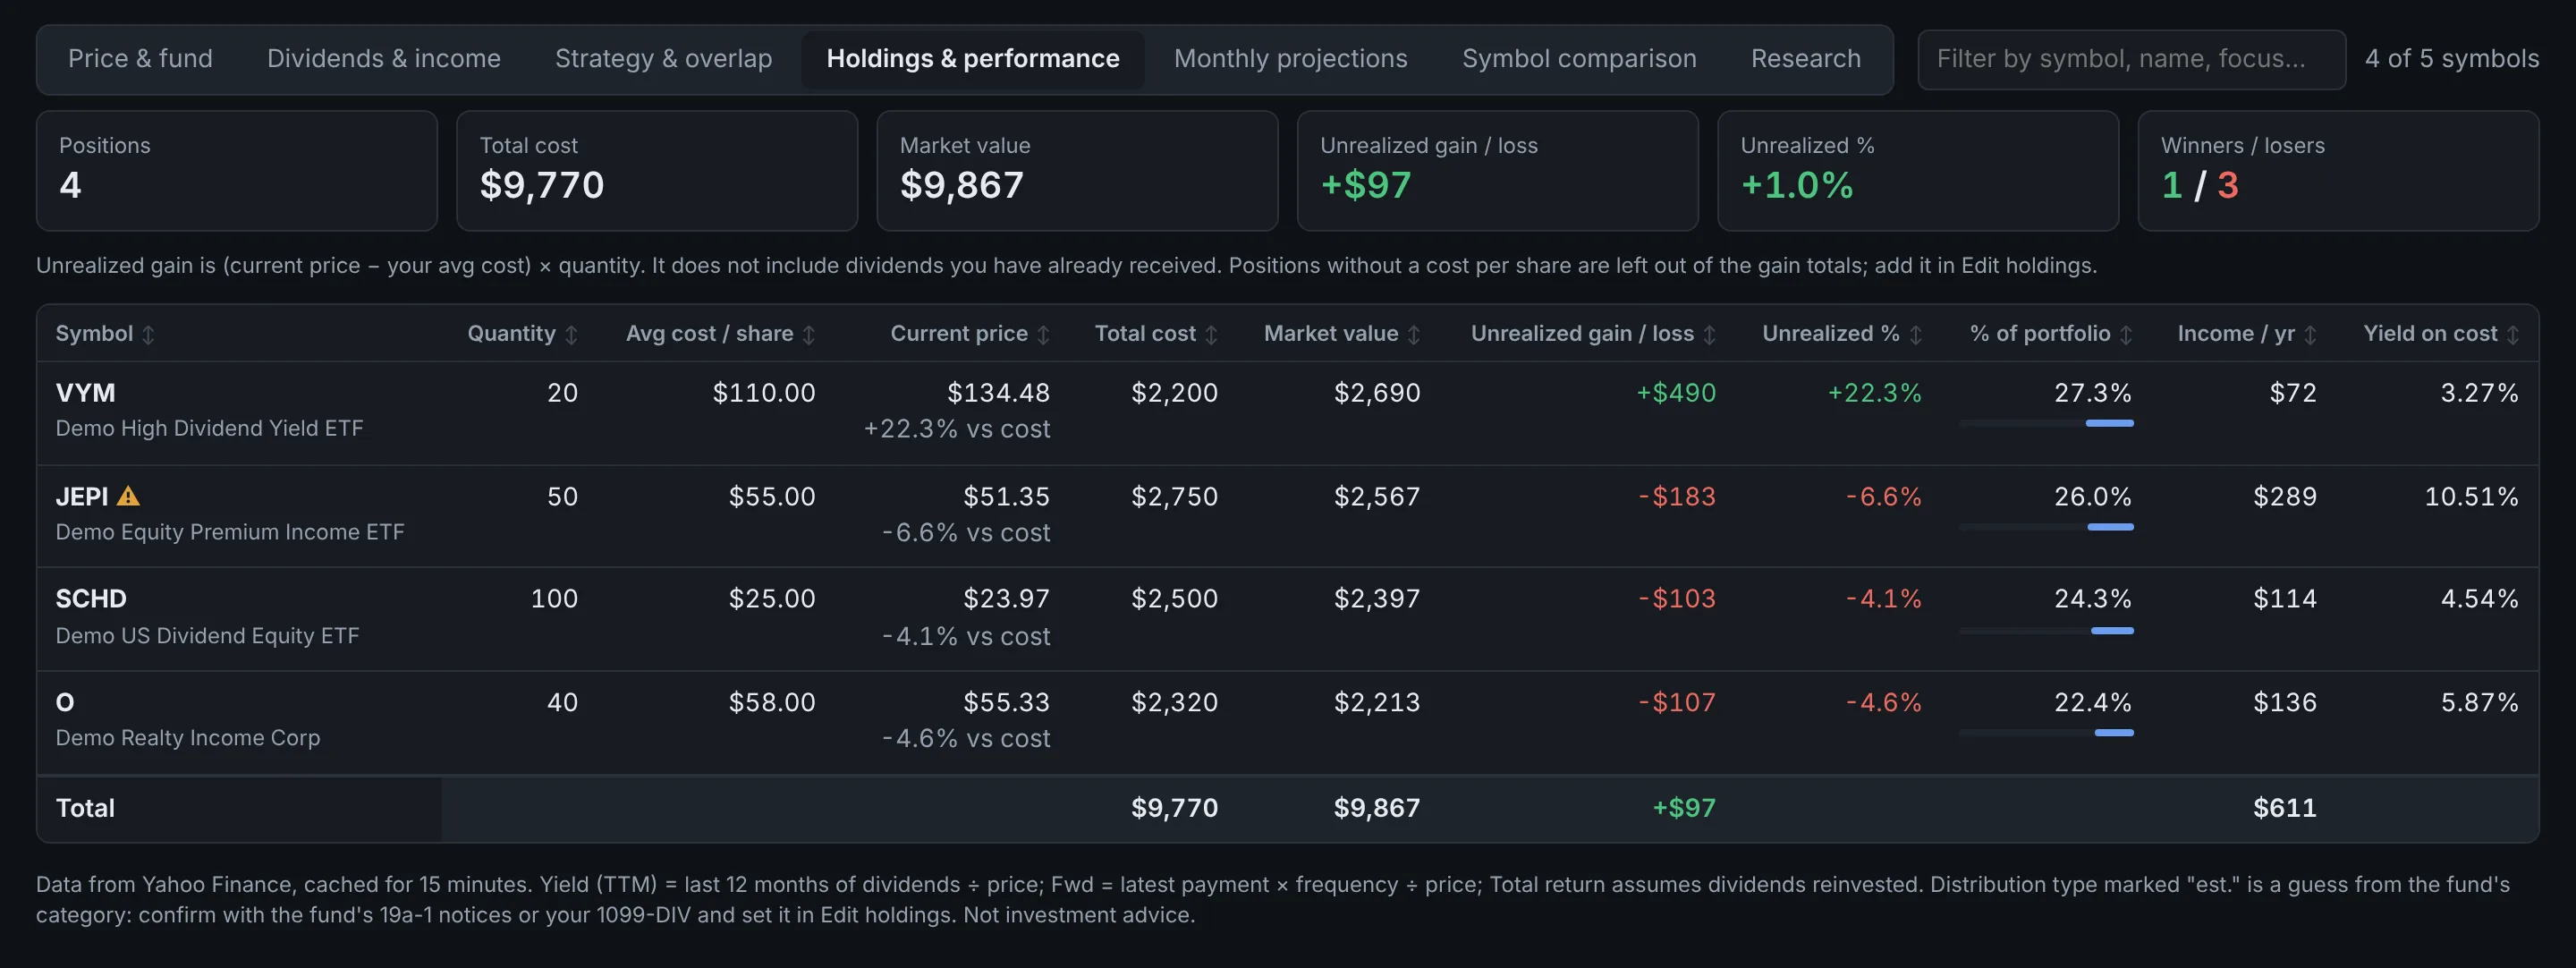 Price & fund Dividends & income Strategy & overlap Holdings & performance Monthly projections Symbol comparison Research Filter by symbol, name, focus... 4 of 5 symbols
Positions Total cost Market value Unrealized gain / loss Unrealized % Winners / losers
4 $9,770 $9,867 +$97 +1.0% 1 / 3
Unrealized gain is (current price − your avg cost) × quantity. It does not include dividends you have already received. Positions without a cost per share are left out of the gain totals; add it in Edit holdings.
Symbol Quantity Avg cost / share Current price Total cost Market value Unrealized gain / loss Unrealized % % of portfolio Income / yr Yield on cost
VYM 20 $110.00 $134.48 $2,200 $2,690 +$490 +22.3% 27.3% $72 3.27%
Demo High Dividend Yield ETF +22.3% vs cost
JEPI 50 $55.00 $51.35 $2,750 $2,567 -$183 -6.6% 26.0% $289 10.51%
Demo Equity Premium Income ETF -6.6% vs cost
SCHD 100 $25.00 $23.97 $2,500 $2,397 -$103 -4.1% 24.3% $114 4.54%
Demo US Dividend Equity ETF -4.1% vs cost
O 40 $58.00 $55.33 $2,320 $2,213 -$107 -4.6% 22.4% $136 5.87%
Demo Realty Income Corp -4.6% vs cost
Total $9,770 $9,867 +$97 $611
Data from Yahoo Finance, cached for 15 minutes. Yield (TTM) = last 12 months of dividends ÷ price; Fwd = latest payment × frequency ÷ price; Total return assumes dividends reinvested. Distribution type marked "est." is a guess from the fund's
category: confirm with the fund's 19a-1 notices or your 1099-DIV and set it in Edit holdings. Not investment advice.